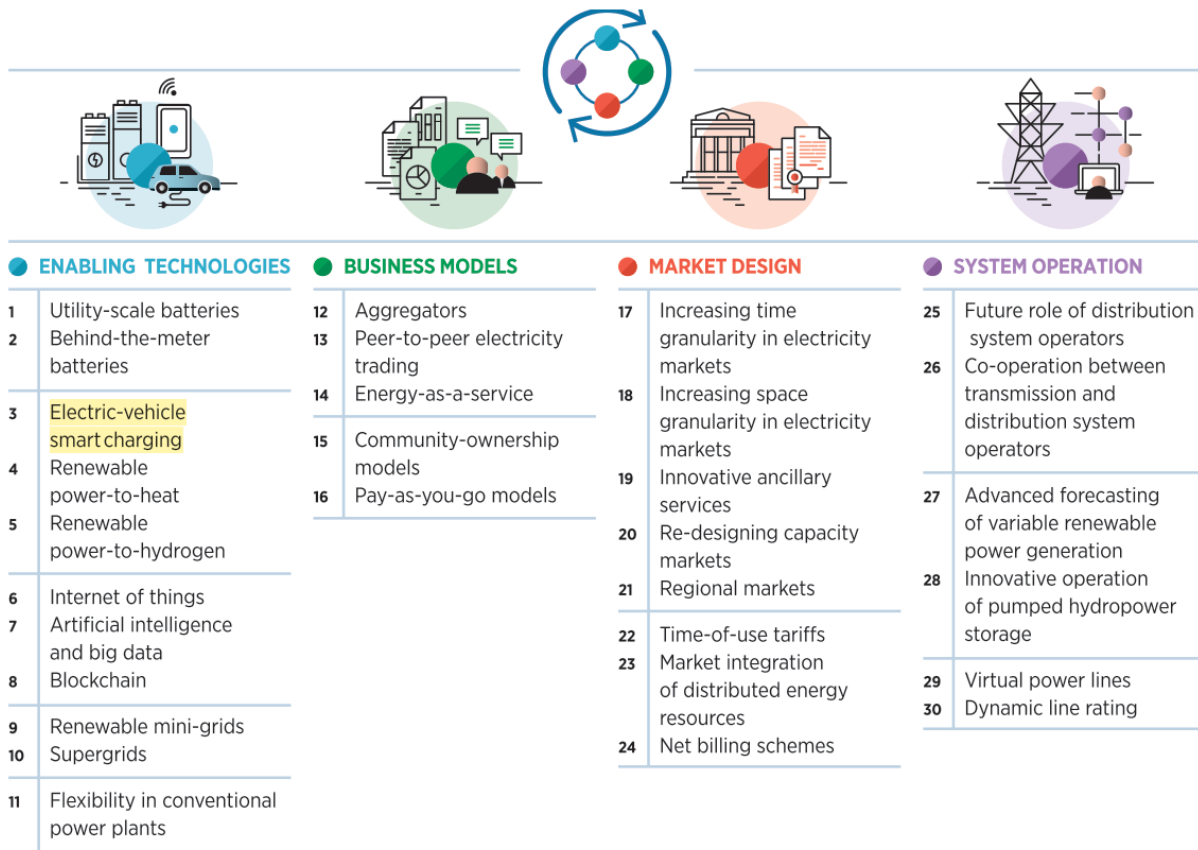 ENABLING TECHNOLOGIES
1 Utility-scale batteries
2 Behind-the-meter
batteries
3 Electric-vehicle
smart charging
4 Renewable
power-to-heat
5 Renewable
power-to-hydrogen
6 Internet of things
7 Artificial intelligence
and big data
8 Blockchain
9 Renewable mini-grids
10 Supergrids
11 Flexibility in conventional
power plants
BUSINESS MODELS
12 Aggregators
13 Peer-to-peer electricity
trading
14 Energy-as-a-service
15 Community-ownership
models
16 Pay-as-you-go models
MARKET DESIGN
17 Increasing time
granularity in electricity
markets
18 Increasing space
granularity in electricity
markets
19 Innovative ancillary
services
20 Re-designing capacity
markets
21 Regional markets
22 Time-of-use tariffs
23 Market integration
of distributed energy
resources
24 Net billing schemes
SYSTEM OPERATION
25 Future role of distribution
system operators
26 Co-operation between
transmission and
distribution system
operators
27 Advanced forecasting
of variable renewable
power generation
28 Innovative operation
of pumped hydropower
storage
29 Virtual power lines
30 Dynamic line rating